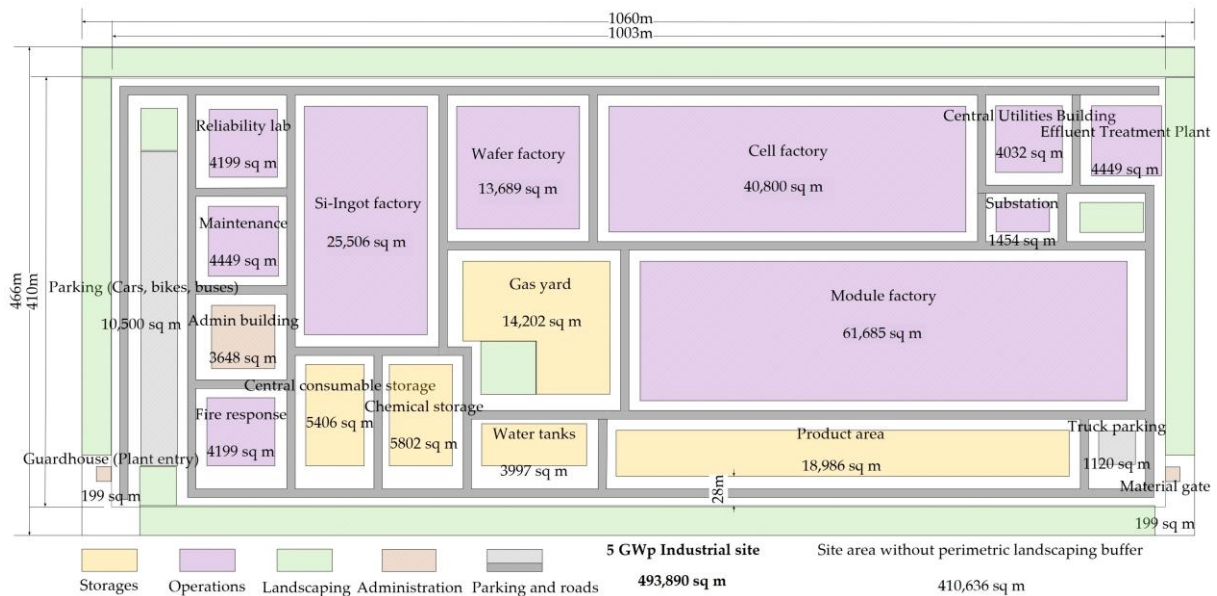 1060m
1003m
466m
410m
Reliability lab
4199 sq m
Maintenance
4449 sq m
Parking (Cars, bikes, buses)
10,500 sq m
Admin building
3648 sq m
Fire response
4199 sq m
Guardhouse (Plant entry)
199 sq m
Si-Ingot factory
25,506 sq m
Wafer factory
13,689 sq m
Cell factory
40,800 sq m
Central Utilities Building
4032 sq m
Effluent Treatment Plant
4449 sq m
Substation
1454 sq m
Gas yard
14,202 sq m
Module factory
61,685 sq m
Central consumable storage
5406 sq m
Chemical storage
5802 sq m
Water tanks
3997 sq m
Product area
18,986 sq m
28m
Truck parking
1120 sq m
Material gate
199 sq m
Storages
Operations
Landscaping
Administration
Parking and roads
5 GWp Industrial site
493,890 sq m
Site area without perimetric landscaping buffer
410,636 sq m